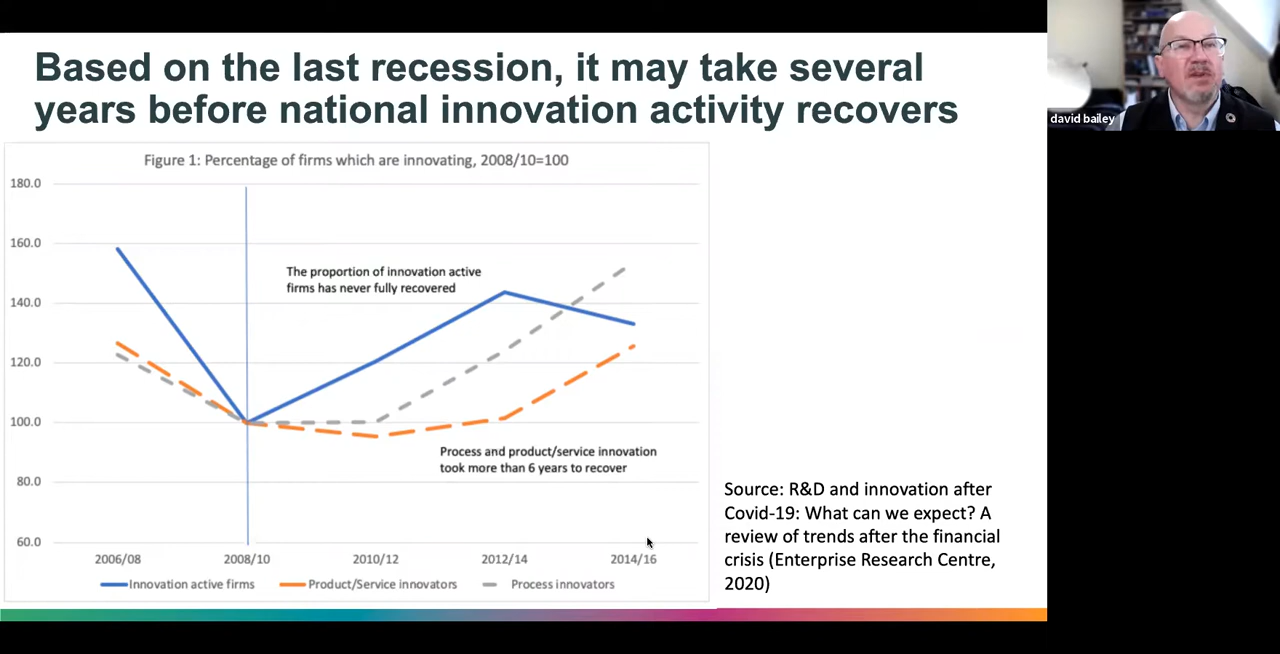 Based on the last recession, it may take several
years before national innovation activity recovers
david bailey
Figure 1: Percentage of firms which are innovating, 2008/10=100
180.0
160.0
140.0
120.0
100.0
80.0
60.0
The proportion of innovation active
firms has never fully recovered
Process and product/service innovation
took more than 6 years to recover
2006/08 2008/10 2010/12 2012/14 2014/16
Innovation active firms Product/Service innovators Process innovators
Source: R&D and innovation after
Covid-19: What can we expect? A
review of trends after the financial
crisis (Enterprise Research Centre,
2020)